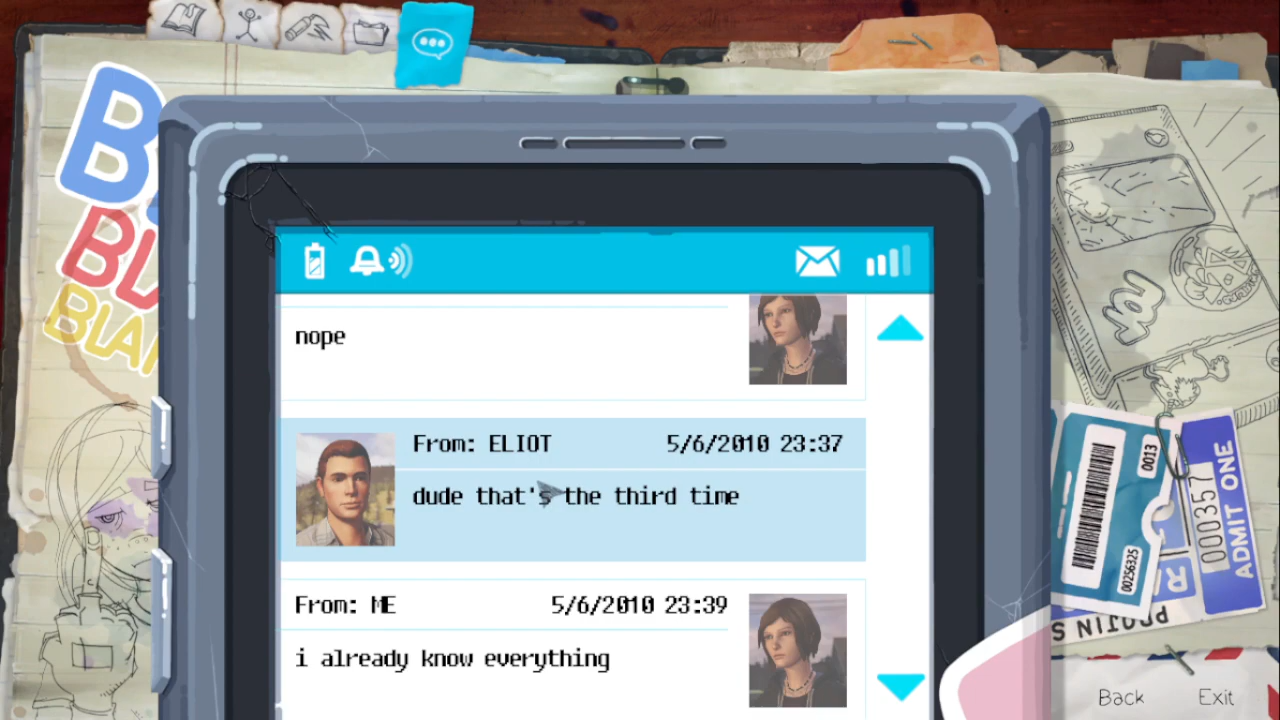 nope
From: ELIOT 5/6/2010 23:37
dude that's the third time
From: ME 5/6/2010 23:39
i already know everything
0013
00256325
000357
ADMIT ONE
Back Exit